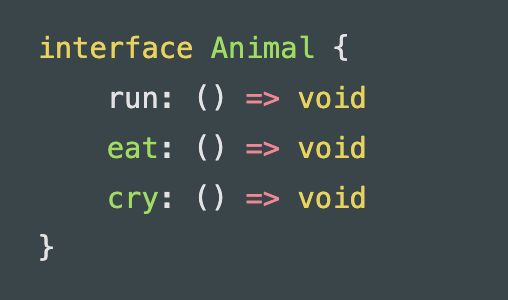 interface Animal {
    run: () => void
    eat: () => void
    cry: () => void
}